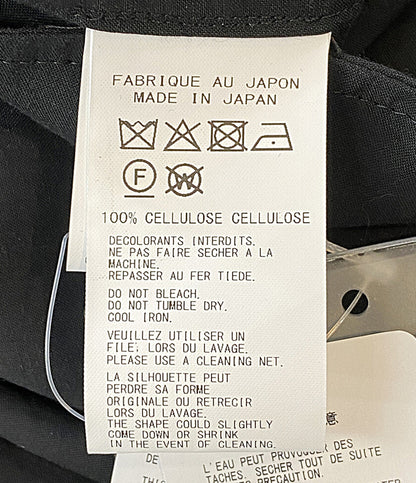 FABRIQUE AU JAPON
MADE IN JAPAN
F
W
100% CELLULOSE CELLULOSE
DECOLORANTS INTERDITS.
NE PAS FAIRE SECHER A LA
MACHINE.
REPASSER AU FER TIEDE.
DO NOT BLEACH.
DO NOT TUMBLE DRY.
COOL IRON.
VEUILLEZ UTILISER UN
FILET LORS DU LAVAGE.
PLEASE USE A CLEANING NET.
LA SILHOUETTE PEUT
PERDRE SA FORME
ORIGINALE OU RETRECIR
LORS DU LAVAGE.
THE SHAPE COULD SLIGHTLY
COME DOWN OR SHRINK
IN THE EVENT OF CLEANING.
意
L'EAU PEUT PROVOQUER DES
DE TACHES, SECHER TOUT DE SUITE
PRECAUTION.